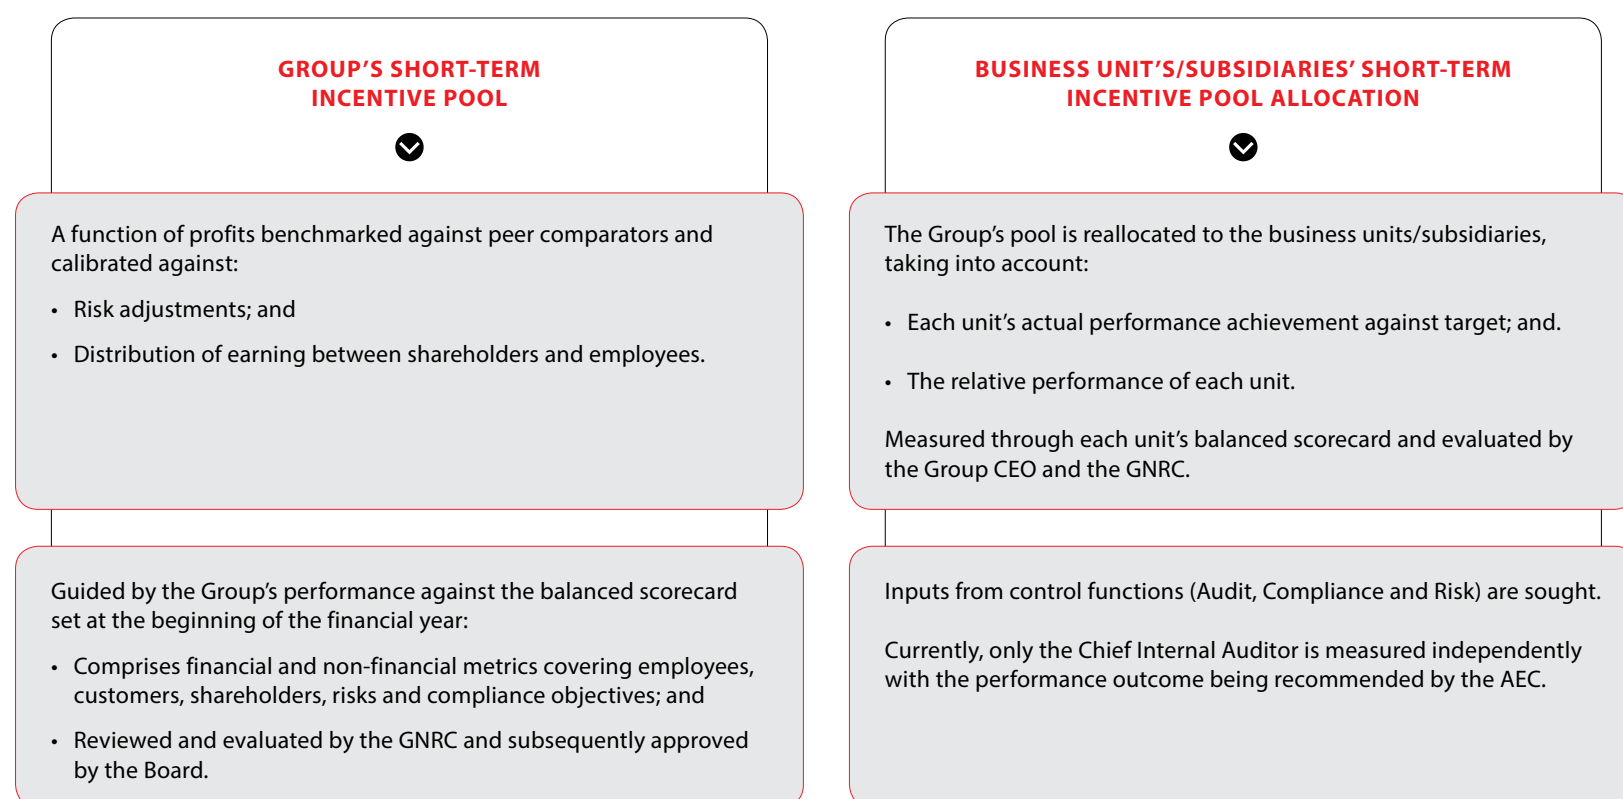 GROUP’S SHORT-TERM
INCENTIVE POOL
A function of profits benchmarked against peer comparators and
calibrated against:
• Risk adjustments; and
• Distribution of earning between shareholders and employees.
Guided by the Group’s performance against the balanced scorecard
set at the beginning of the financial year:
• Comprises financial and non-financial metrics covering employees,
customers, shareholders, risks and compliance objectives; and
• Reviewed and evaluated by the GNRC and subsequently approved
by the Board.
BUSINESS UNIT’S/SUBSIDIARIES’ SHORT-TERM
INCENTIVE POOL ALLOCATION
The Group’s pool is reallocated to the business units/subsidiaries,
taking into account:
• Each unit’s actual performance achievement against target; and.
• The relative performance of each unit.
Measured through each unit’s balanced scorecard and evaluated by
the Group CEO and the GNRC.
Inputs from control functions (Audit, Compliance and Risk) are sought.
Currently, only the Chief Internal Auditor is measured independently
with the performance outcome being recommended by the AEC.